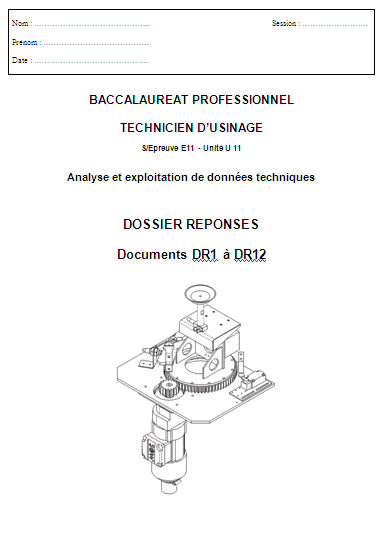 Nom : ………………………………………………..
Session : …………………………
Prénom : ……………………………………………
Date : ………………………………………………
BACCALAUREAT PROFESSIONNEL
TECHNICIEN D'USINAGE
S/Epreuve E11 - Unité U 11
Analyse et exploitation de données techniques
DOSSIER REPONSES
Documents DR1 à DR12